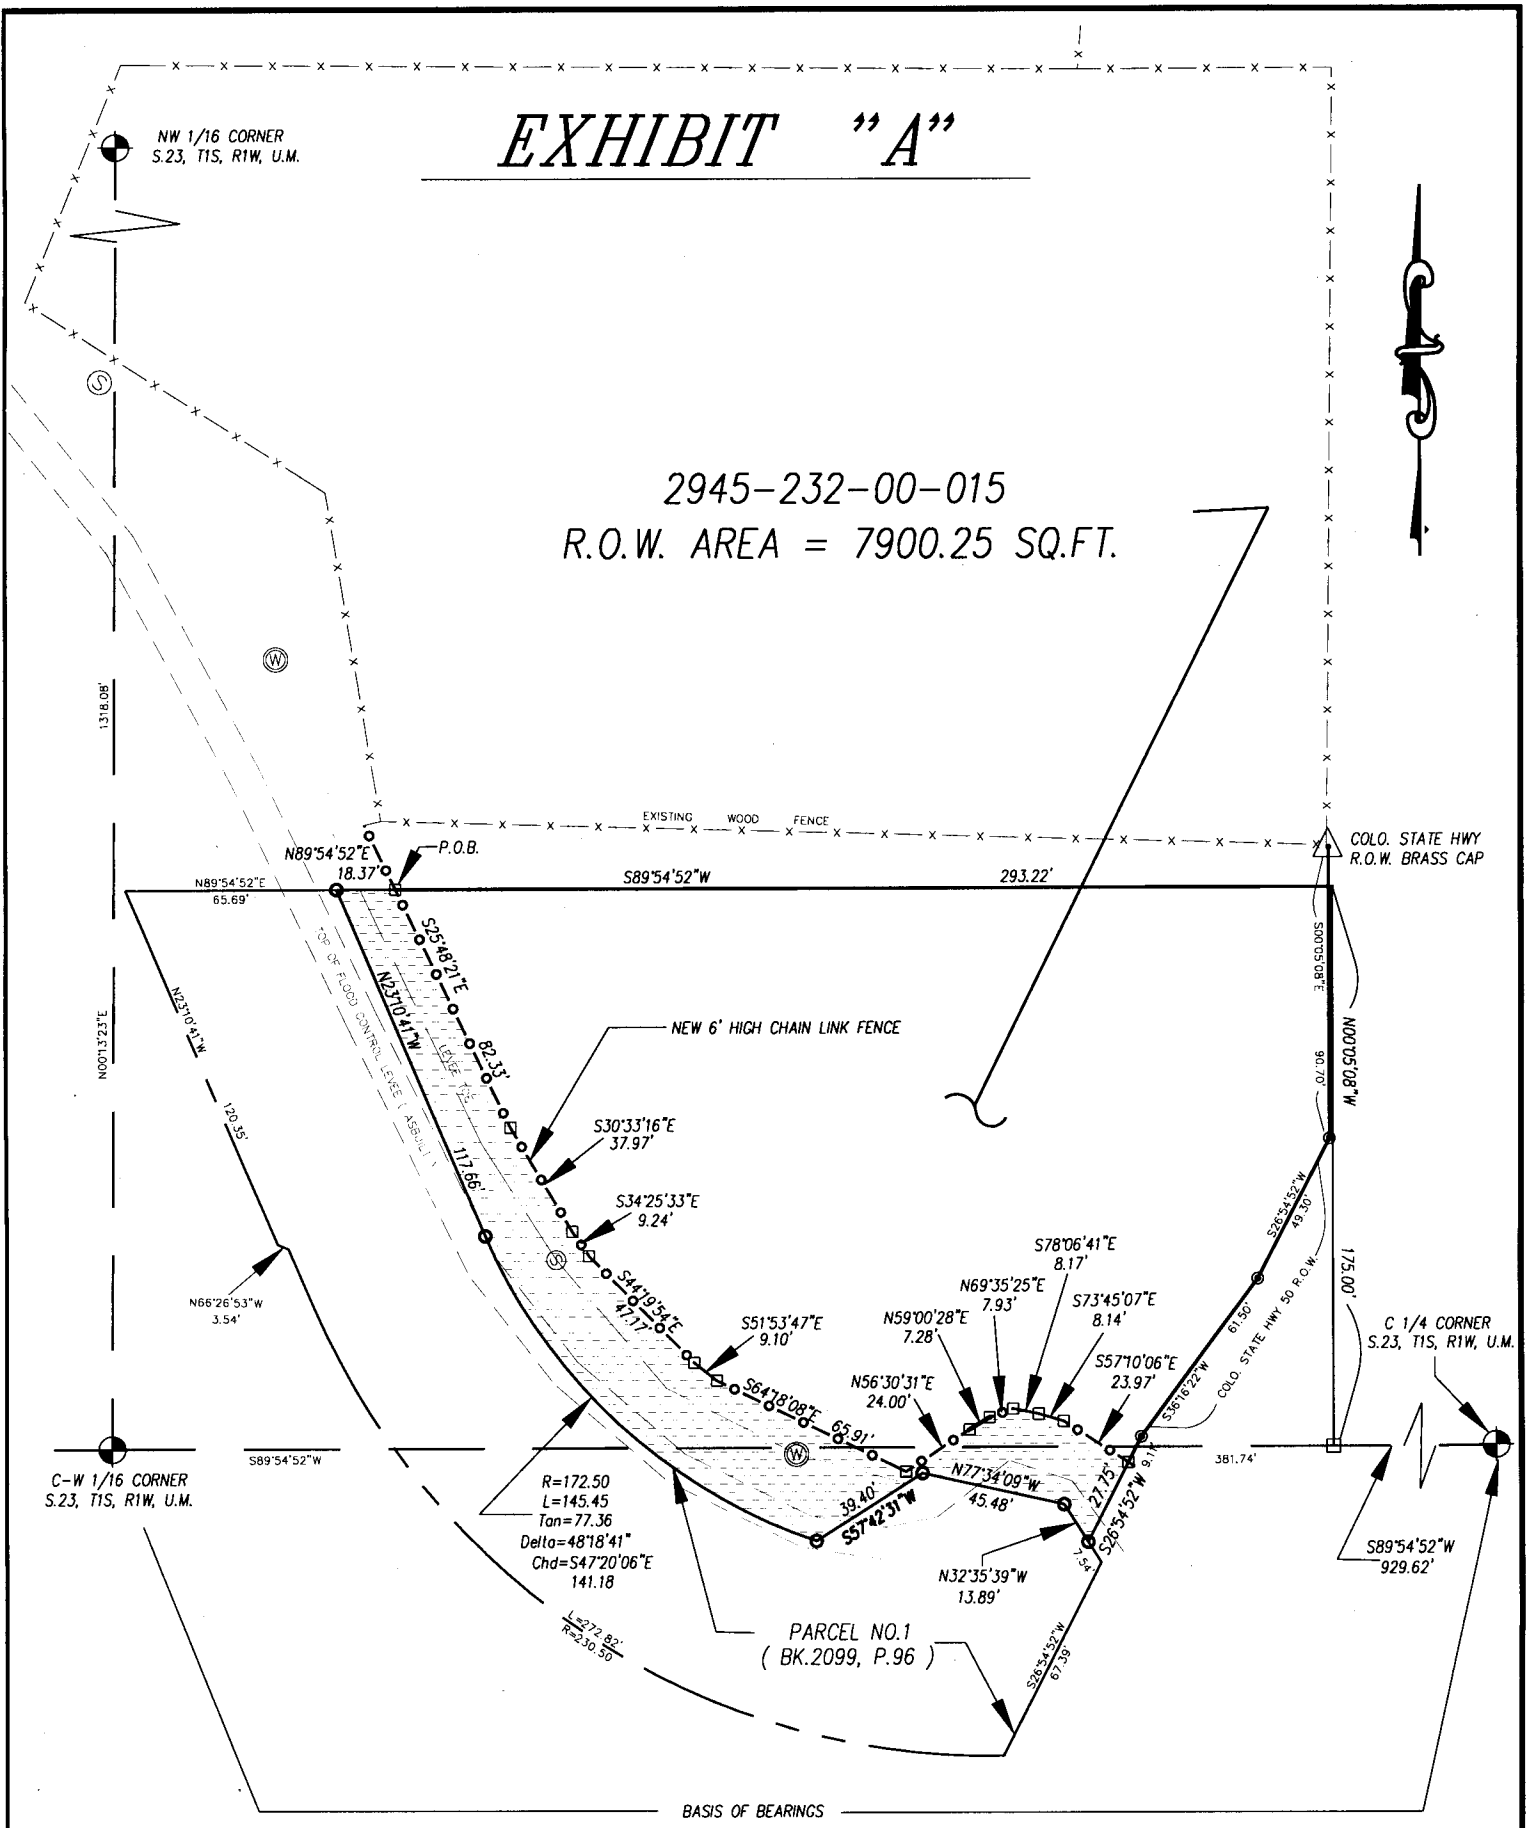 EXHIBIT "A"
NW 1/16 CORNER
S.23, T1S, R1W, U.M.
S
2945-232-00-015
R.O.W. AREA = 7900.25 SQ.FT.
W
1318.08'
EXISTING WOOD FENCE
COLO. STATE HWY
R.O.W. BRASS CAP
N89°54'52"E
18.37'
P.O.B.
N89°54'52"E
65.69'
S89°54'52"W
293.22'
S25°48'21"E
82.33'
TOP OF FLOOD CONTROL LEVEE ( ASBUILT )
N23°10'41"W
117.66'
LEVEE TOE
NEW 6' HIGH CHAIN LINK FENCE
S00°05'08"E
90.70'
N00°05'08"W
175.00'
N00°13'23"E
N23°10'41"W
120.35'
S30°33'16"E
37.97'
S34°25'33"E
9.24'
S
S26°54'52"W
49.30'
S78°06'41"E
8.17'
N69°35'25"E
7.93'
S73°45'07"E
8.14'
N66°26'53"W
3.54'
S44°19'54"E
47.17'
S51°53'47"E
9.10'
N59°00'28"E
7.28'
61.50'
S36°16'22"W
COLO. STATE HWY 50 R.O.W.
C 1/4 CORNER
S.23, T1S, R1W, U.M.
S57°10'06"E
23.97'
N56°30'31"E
24.00'
S64°18'08"E
65.91'
W
S89°54'52"W
381.74'
C-W 1/16 CORNER
S.23, T1S, R1W, U.M.
9.11'
27.75'
S26°54'52"W
N77°34'09"W
45.48'
39.40'
S57°42'31"W
R=172.50
L=145.45
Tan=77.36
Delta=48°18'41"
Chd=S47°20'06"E
141.18
7.54'
N32°35'39"W
13.89'
S89°54'52"W
929.62'
L=272.82'
R=230.50
PARCEL NO.1
( BK.2099, P.96 )
S26°54'52"W
67.39'
BASIS OF BEARINGS